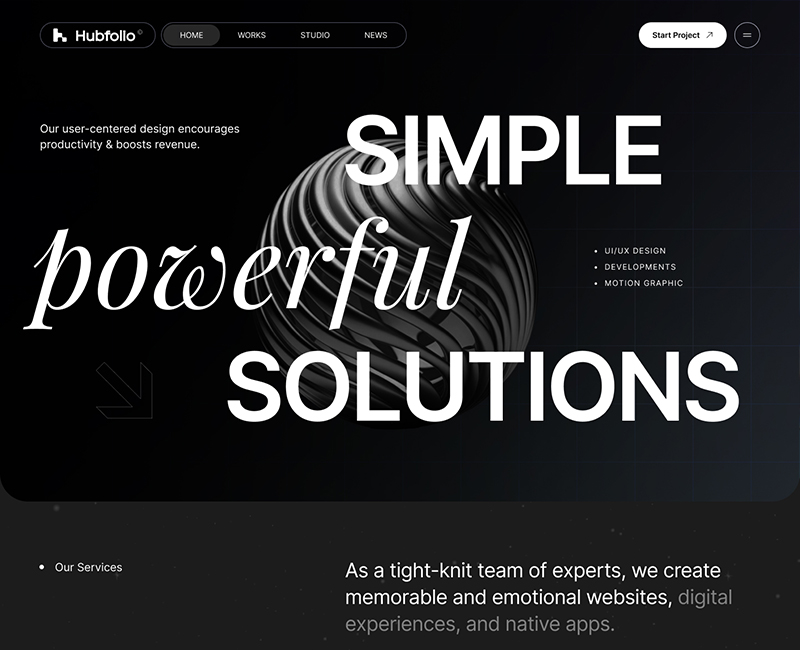 Hubfolio©
HOME WORKS STUDIO NEWS
Start Project
Our user-centered design encourages
productivity & boosts revenue.
SIMPLE
powerful
SOLUTIONS
• UI/UX DESIGN
• DEVELOPMENTS
• MOTION GRAPHIC
• Our Services
As a tight-knit team of experts, we create
memorable and emotional websites, digital
experiences, and native apps.